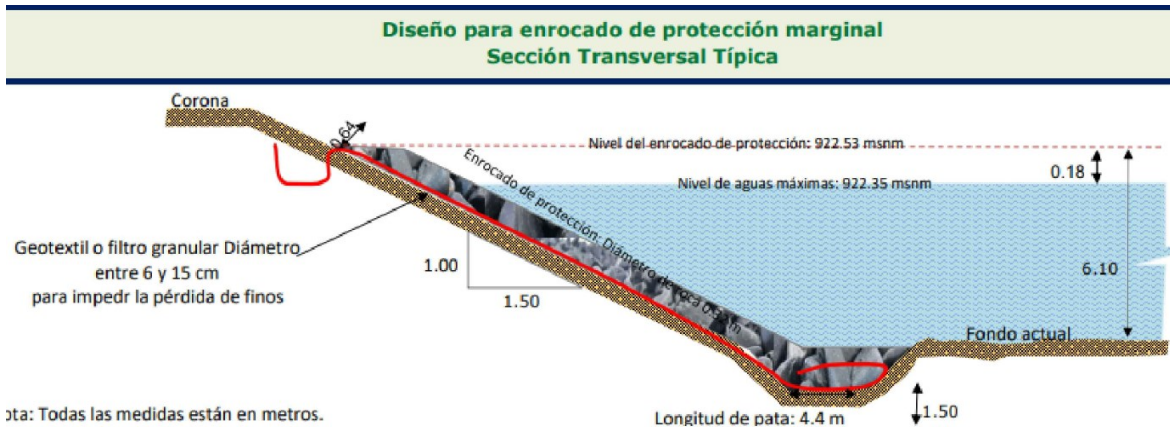 Diseño para enrocado de protección marginal
Sección Transversal Típica
Corona
0.64
Nivel del enrocado de protección: 922.53 msnm
0.18
Nivel de aguas máximas: 922.35 msnm
Enrocado de protección: Diámetro de roca 0.32 m
Geotextil o filtro granular Diámetro
entre 6 y 15 cm
para impedr la pérdida de finos
1.00
1.50
6.10
Fondo actual
ota: Todas las medidas están en metros.
Longitud de pata: 4.4 m
1.50